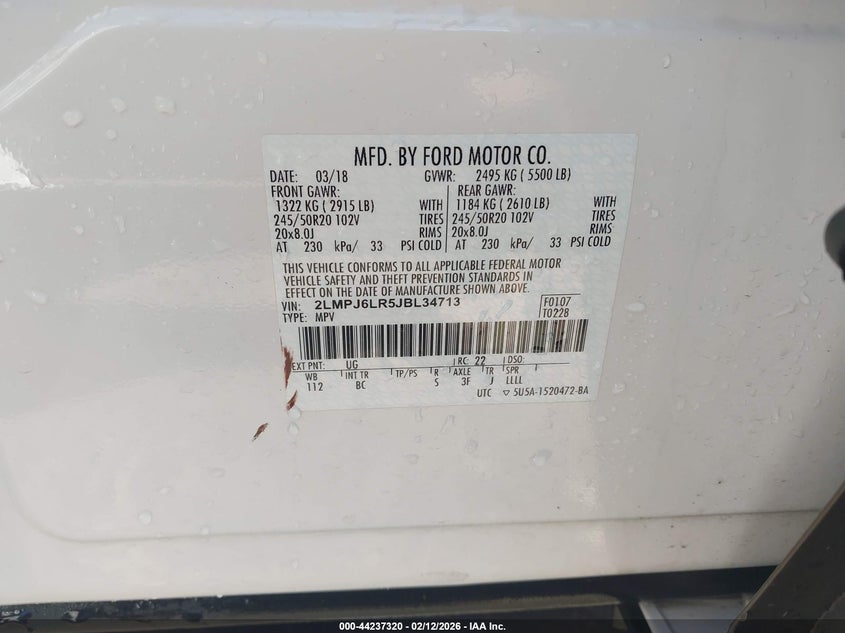 MFD. BY FORD MOTOR CO.
DATE: 03/18 GVWR: 2495 KG ( 5500 LB)
FRONT GAWR: REAR GAWR:
1322 KG ( 2915 LB) WITH 1184 KG ( 2610 LB) WITH
245/50R20 102V TIRES 245/50R20 102V TIRES
20x8.0J RIMS 20x8.0J RIMS
AT 230 kPa/ 33 PSI COLD AT 230 kPa/ 33 PSI COLD
THIS VEHICLE CONFORMS TO ALL APPLICABLE FEDERAL MOTOR
VEHICLE SAFETY AND THEFT PREVENTION STANDARDS IN
EFFECT ON THE DATE OF MANUFACTURE SHOWN ABOVE.
VIN: 2LMPJ6LR5JBL34713 F0107
TYPE: MPV T0228
EXT PNT: UG RC: 22 DSO:
WB INT TR TP/PS R AXLE TR SPR
112 BC S 3F J LLLL
UTC ▽ 5U5A-1520472-BA
000-44237320 - 02/12/2026 - IAA Inc.